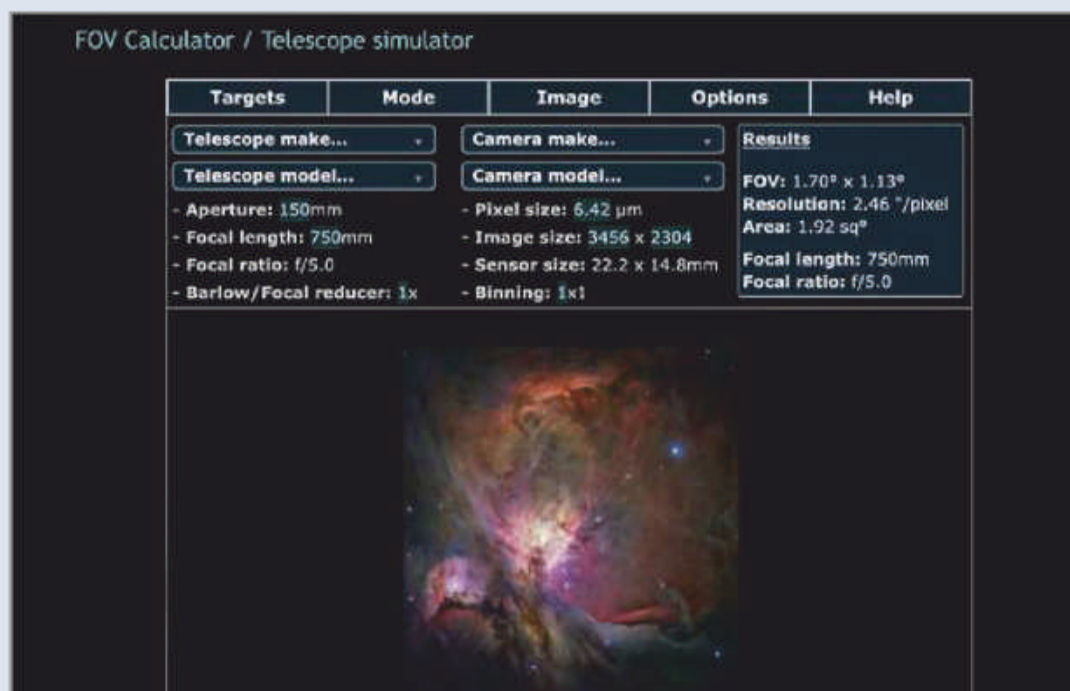 FOV Calculator / Telescope simulator
Targets Mode Image Options Help
Telescope make...
Telescope model...
- Aperture: 150mm
- Focal length: 750mm
- Focal ratio: f/5.0
- Barlow/Focal reducer: 1x
Camera make...
Camera model...
- Pixel size: 6.42 µm
- Image size: 3456 x 2304
- Sensor size: 22.2 x 14.8mm
- Binning: 1x1
Results
FOV: 1.70º x 1.13º
Resolution: 2.46 "/pixel
Area: 1.92 sqº
Focal length: 750mm
Focal ratio: f/5.0